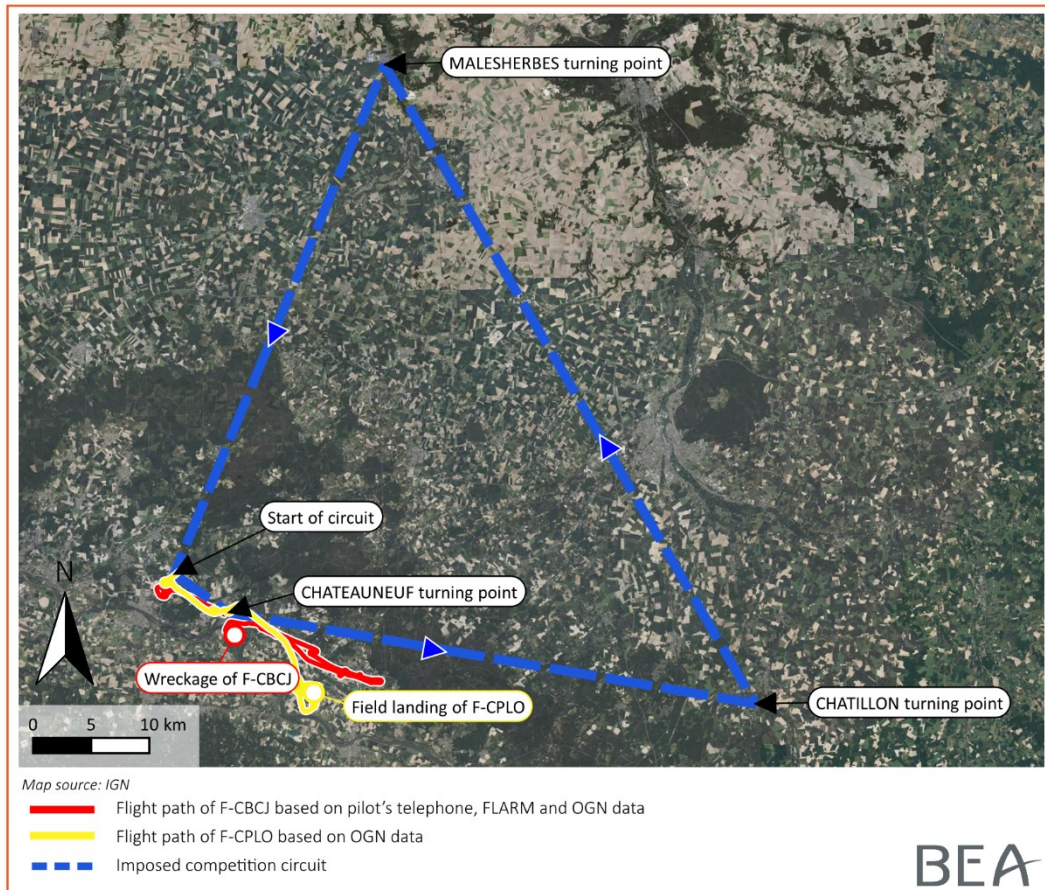 MALESHERBES turning point
Start of circuit
N
CHATEAUNEUF turning point
Wreckage of F-CBCJ
Field landing of F-CPLO
CHATILLON turning point
0 5 10 km
Map source: IGN
Flight path of F-CBCJ based on pilot's telephone, FLARM and OGN data
Flight path of F-CPLO based on OGN data
Imposed competition circuit
BEA